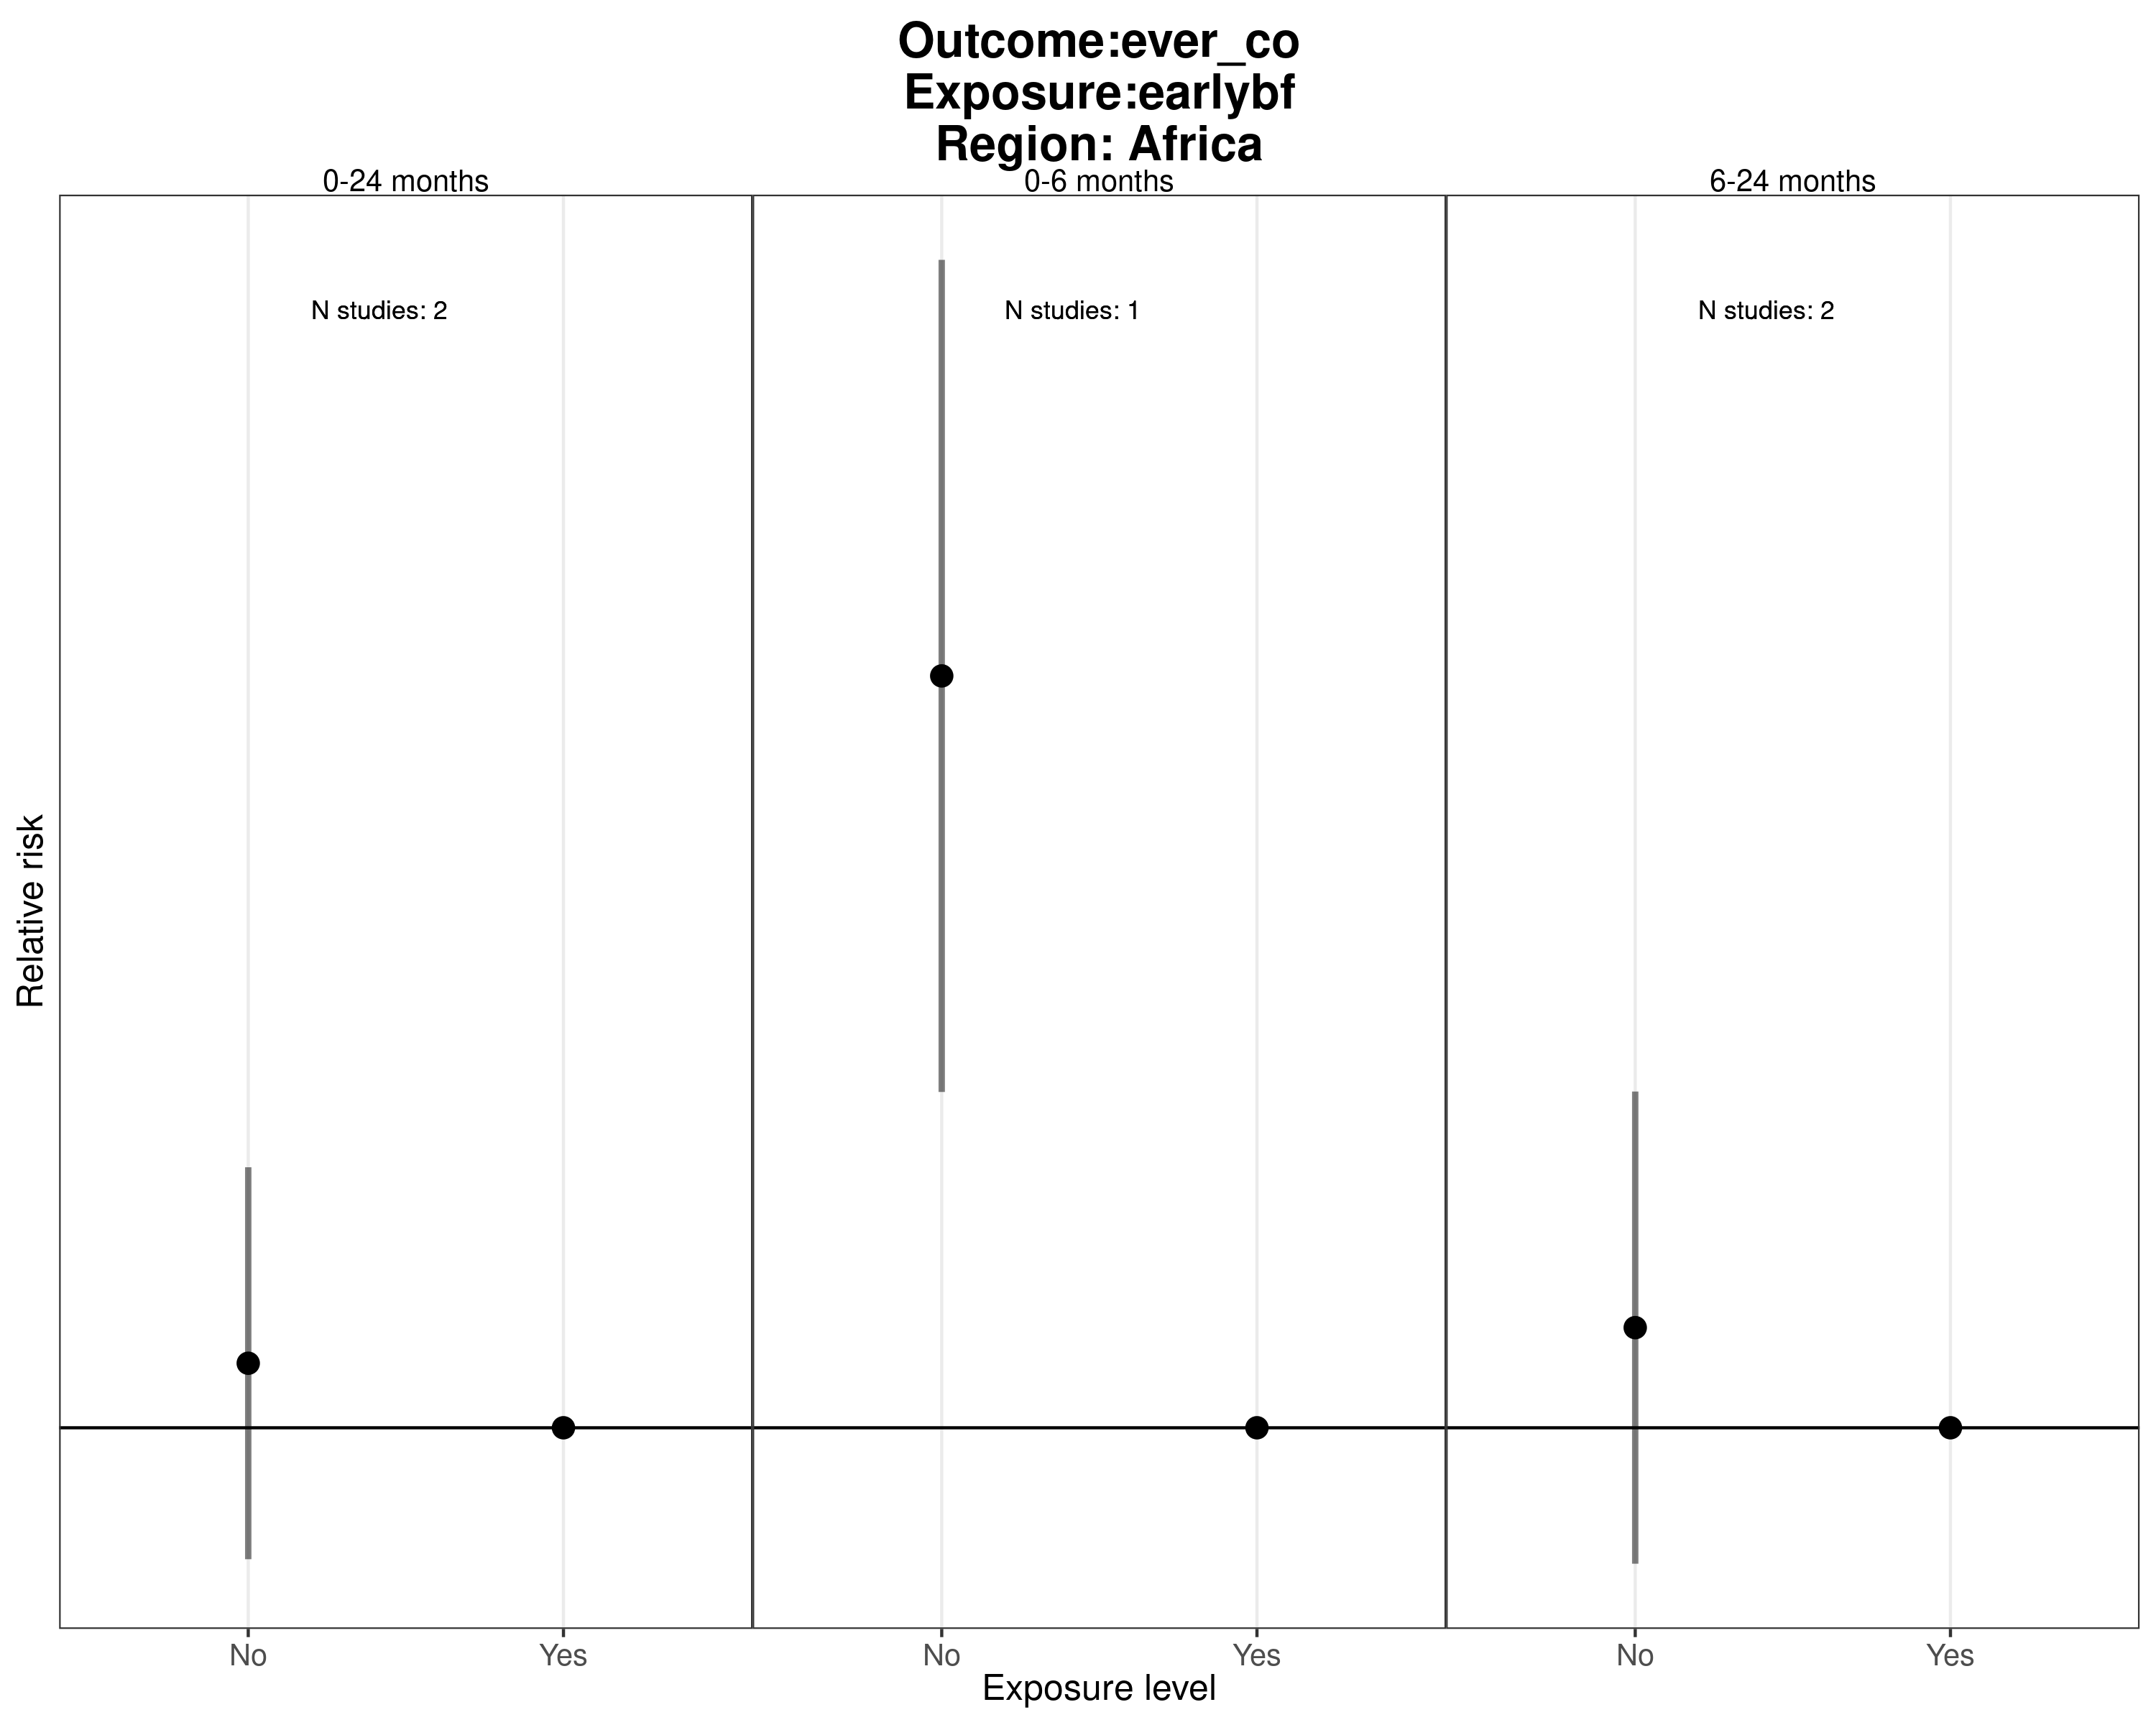 Outcome:ever_co
Exposure:earlybf
Region: Africa
0-24 months
0-6 months
6-24 months
N studies: 2
N studies: 1
N studies: 2
Relative risk
No
Yes
No
Yes
No
Yes
Exposure level